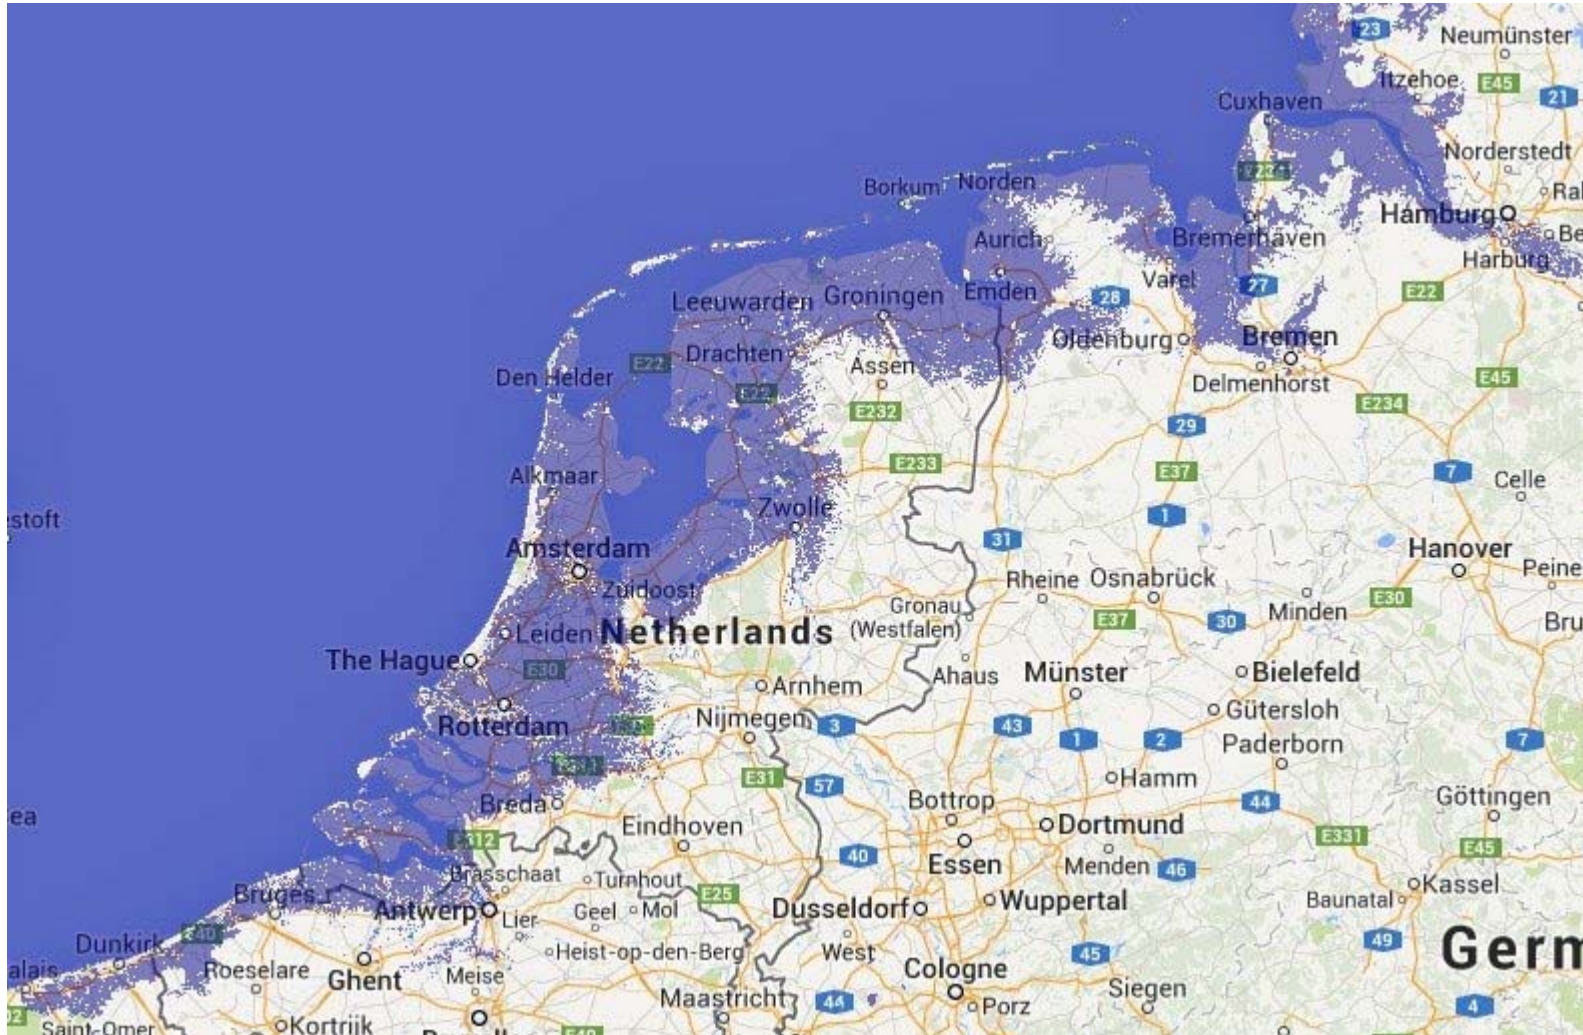 23
Neumünster
Itzehoe
E45
21
Cuxhaven
Norderstedt
E234
Borkum
Norden
Hamburg
Aurich
Bremerhaven
Harburg
Varel
Leeuwarden
Groningen
Emden
28
27
E22
Oldenburg
Bremen
Drachten
E22
Assen
Den Helder
E22
Delmenhorst
E45
E232
E234
29
Alkmaar
E233
E37
7
Celle
Zwolle
1
31
Amsterdam
Hanover
Zuidoost
Rheine
Osnabrück
Peine
E30
Gronau
(Westfalen)
Minden
E37
30
Leiden
Netherlands
The Hague
E30
Ahaus
Münster
Bielefeld
Arnhem
Rotterdam
Nijmegen
3
43
1
2
Gütersloh
7
Paderborn
E31
57
Hamm
Breda
Bottrop
44
Göttingen
Eindhoven
Dortmund
E331
E312
40
Essen
Menden
46
E45
Brasschaat
Turnhout
Kassel
Bruges
E25
Wuppertal
Baunatal
Antwerp
Lier
Geel
Mol
Dusseldorf
E40
Dunkirk
Heist-op-den-Berg
West
45
49
Germ
alais
Roeselare
Ghent
Meise
Cologne
Maastricht
44
Porz
Siegen
4
Saint-Omer
Kortrijk